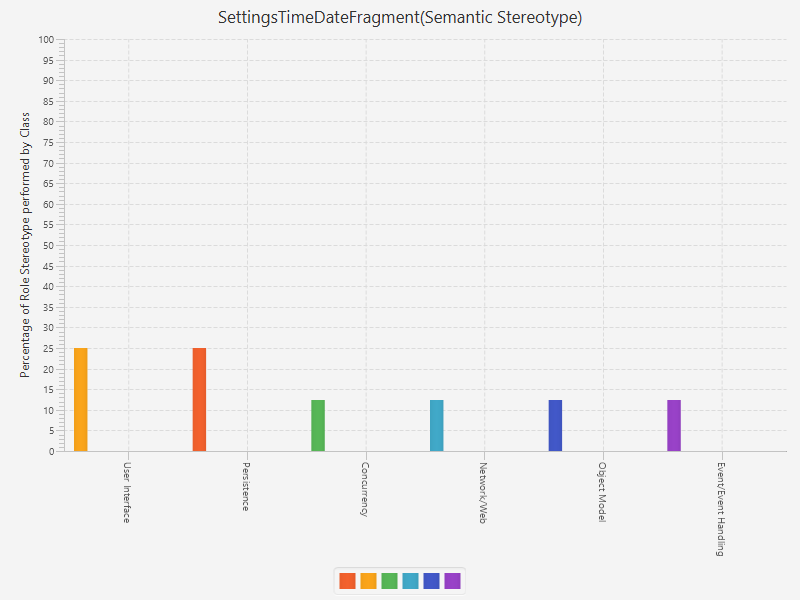 SettingsTimeDateFragment(Semantic Stereotype)
Percentage of Role Stereotype performed by Class
100
95
90
85
80
75
70
65
60
55
50
45
40
35
30
25
20
15
10
5
0
User Interface
Persistence
Concurrency
Network/Web
Object Model
Event/Event Handling